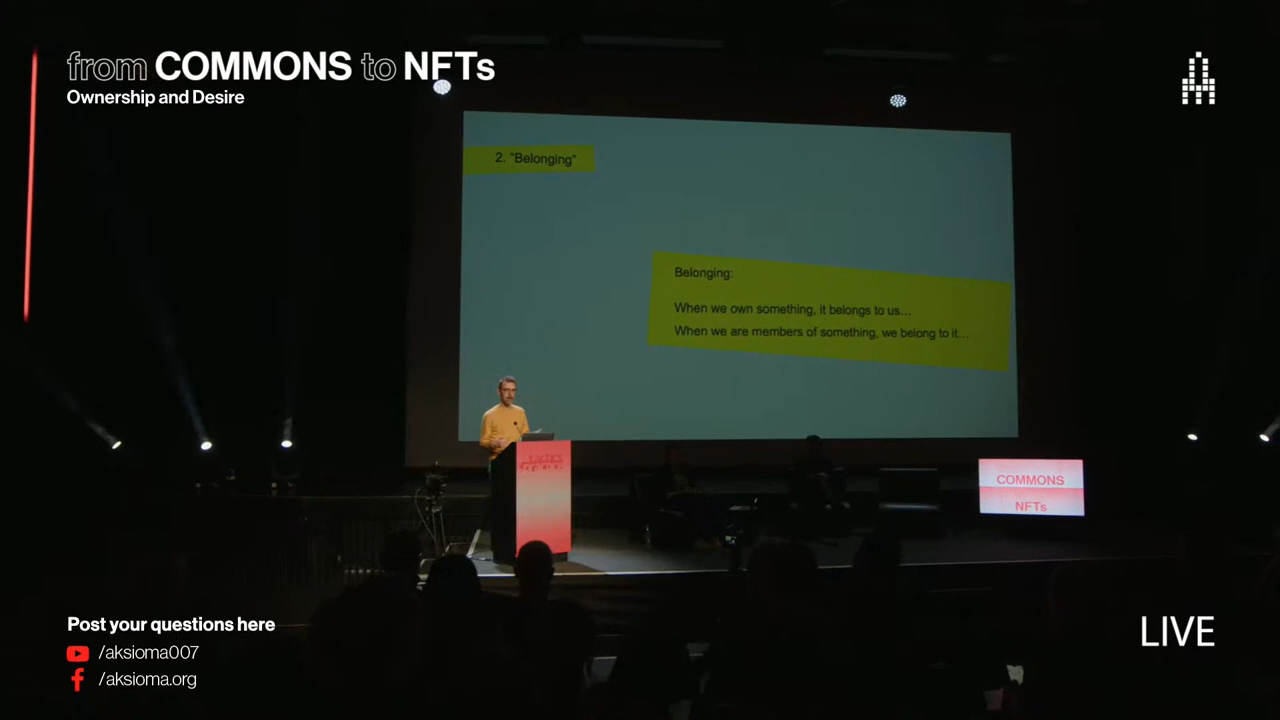 from COMMONS to NFTs
Ownership and Desire
2. "Belonging"
Belonging:
When we own something, it belongs to us...
When we are members of something, we belong to it...
COMMONS
NFTs
Post your questions here
/aksioma007
/aksioma.org
LIVE